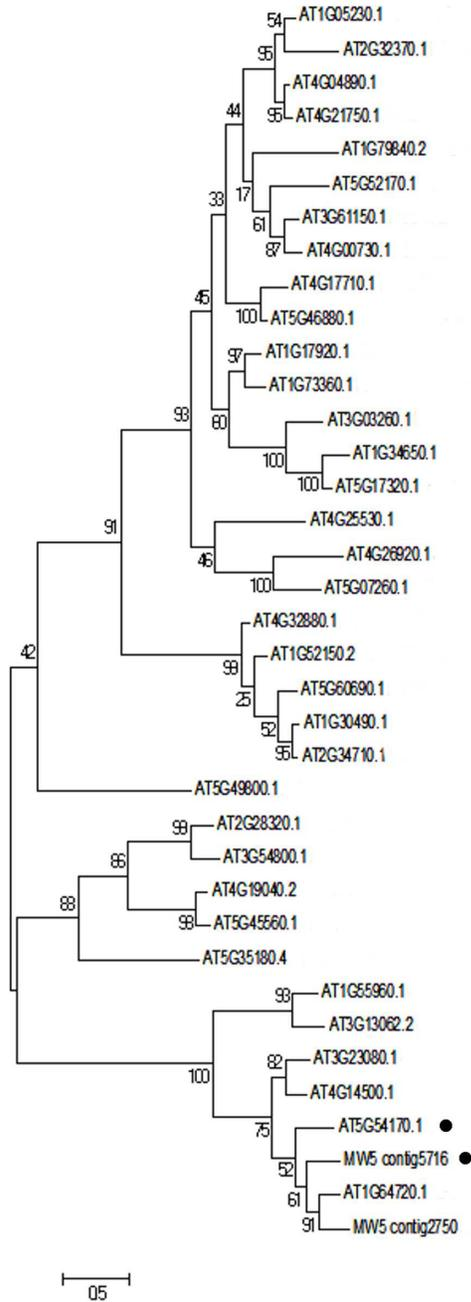 54 AT1G05230.1
AT2G32370.1
95
AT4G04890.1
95 AT4G21750.1
44
AT1G79840.2
17
AT5G52170.1
61
AT3G61150.1
87 AT4G00730.1
33
AT4G17710.1
100 AT5G46880.1
45
97 AT1G17920.1
AT1G73360.1
60
AT3G03260.1
100
AT1G34650.1
100 AT5G17320.1
93
AT4G25530.1
46
AT4G26920.1
100 AT5G07260.1
91
AT4G32880.1
98
AT1G52150.2
25
AT5G60690.1
52
AT1G30490.1
95 AT2G34710.1
42
AT5G49800.1
99 AT2G28320.1
AT3G54800.1
86
AT4G19040.2
98 AT5G45560.1
88
AT5G35180.4
93 AT1G55960.1
AT3G13062.2
100
82 AT3G23080.1
AT4G14500.1
75
AT5G54170.1
52
MW5 contig5716
61
AT1G64720.1
91 MW5 contig2750
0.5